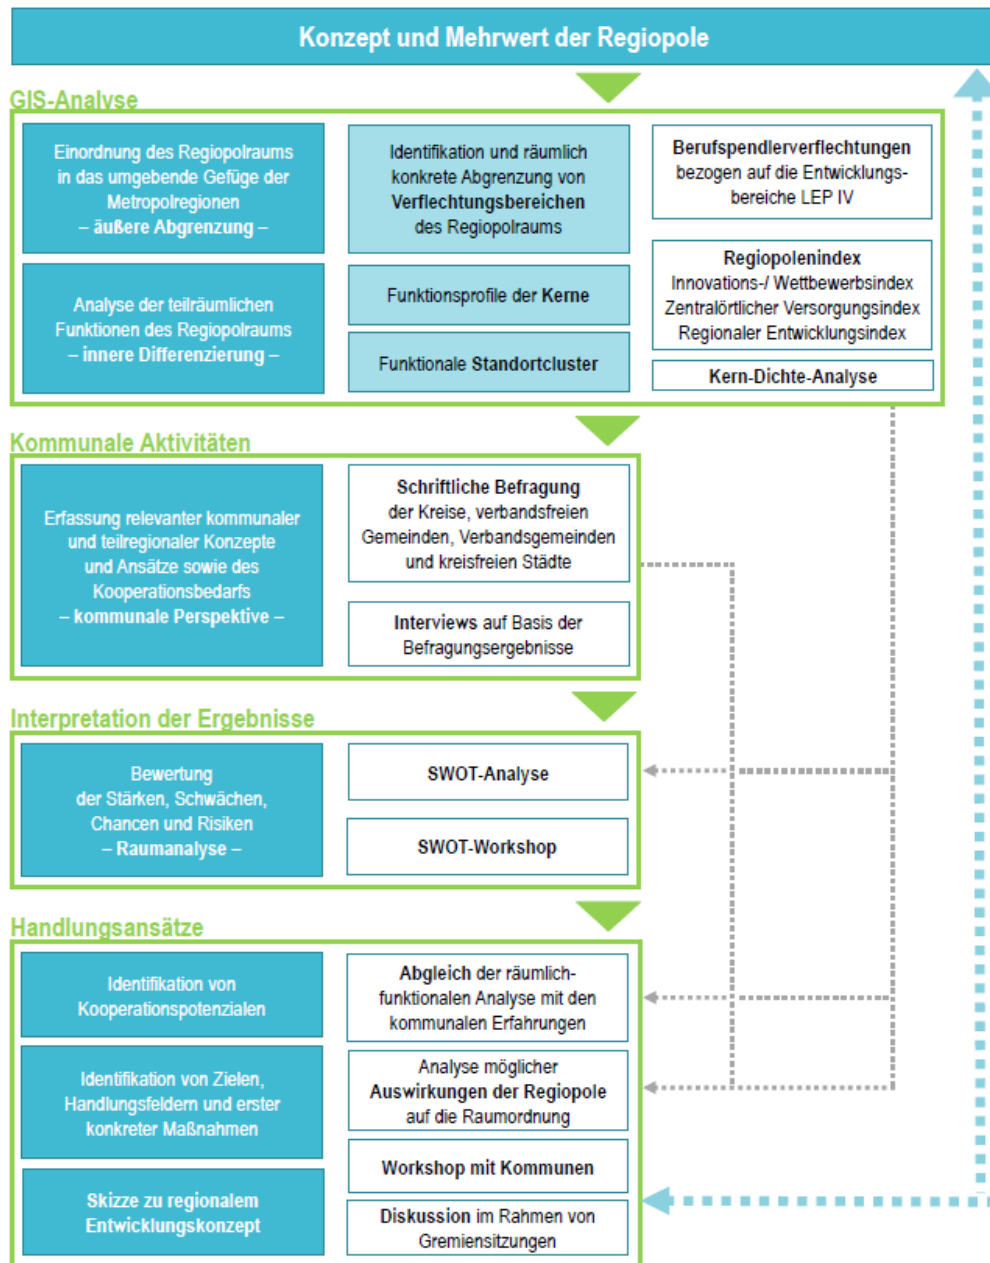 Konzept und Mehrwert der Regiopole
GIS-Analyse
Einordnung des Regiopolraums
in das umgebende Gefüge der
Metropolregionen
– äußere Abgrenzung –
Analyse der teilräumlichen
Funktionen des Regiopolraums
– innere Differenzierung –
Identifikation und räumlich
konkrete Abgrenzung von
Verflechtungsbereichen
des Regiopolraums
Funktionsprofile der Kerne
Funktionale Standortcluster
Berufspendlerverflechtungen
bezogen auf die Entwicklungs-
bereiche LEP IV
Regiopolenindex
Innovations-/ Wettbewerbsindex
Zentralörtlicher Versorgungsindex
Regionaler Entwicklungsindex
Kern-Dichte-Analyse
Kommunale Aktivitäten
Erfassung relevanter kommunaler
und teilregionaler Konzepte
und Ansätze sowie des
Kooperationsbedarfs
– kommunale Perspektive –
Schriftliche Befragung
der Kreise, verbandsfreien
Gemeinden, Verbandsgemeinden
und kreisfreien Städte
Interviews auf Basis der
Befragungsergebnisse
Interpretation der Ergebnisse
Bewertung
der Stärken, Schwächen,
Chancen und Risiken
– Raumanalyse –
SWOT-Analyse
SWOT-Workshop
Handlungsansätze
Identifikation von
Kooperationspotenzialen
Identifikation von Zielen,
Handlungsfeldern und erster
konkreter Maßnahmen
Skizze zu regionalem
Entwicklungskonzept
Abgleich der räumlich-
funktionalen Analyse mit den
kommunalen Erfahrungen
Analyse möglicher
Auswirkungen der Regiopole
auf die Raumordnung
Workshop mit Kommunen
Diskussion im Rahmen von
Gremiensitzungen